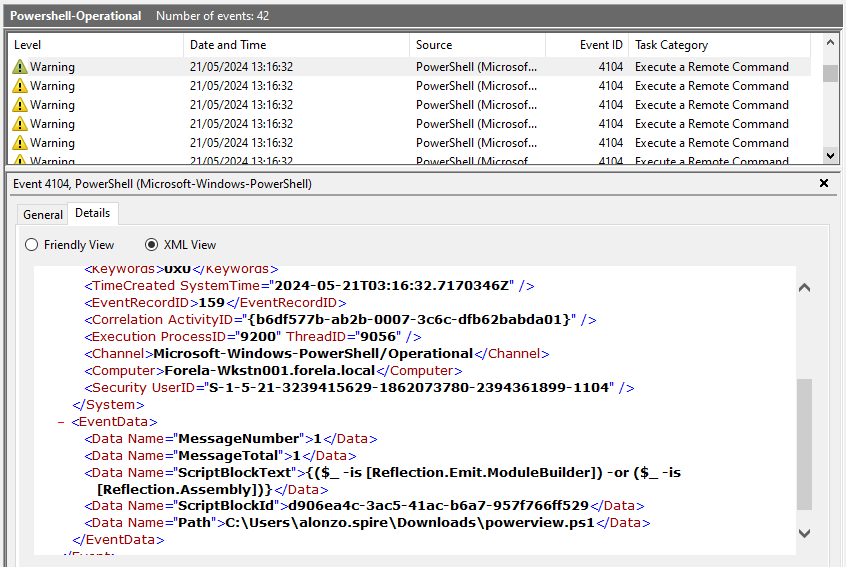 Powershell-Operational Number of events: 42
Level Date and Time Source Event ID Task Category
Warning 21/05/2024 13:16:32 PowerShell (Microsof... 4104 Execute a Remote Command
Warning 21/05/2024 13:16:32 PowerShell (Microsof... 4104 Execute a Remote Command
Warning 21/05/2024 13:16:32 PowerShell (Microsof... 4104 Execute a Remote Command
Warning 21/05/2024 13:16:32 PowerShell (Microsof... 4104 Execute a Remote Command
Warning 21/05/2024 13:16:32 PowerShell (Microsof... 4104 Execute a Remote Command
Warning 21/05/2024 13:16:32 PowerShell (Microsof... 4104 Execute a Remote Command
Event 4104, PowerShell (Microsoft-Windows-PowerShell)
General Details
Friendly View XML View
<Keywords>0x0</Keywords>
<TimeCreated SystemTime="2024-05-21T03:16:32.7170346Z" />
<EventRecordID>159</EventRecordID>
<Correlation ActivityID="{b6df577b-ab2b-0007-3c6c-dfb62babda01}" />
<Execution ProcessID="9200" ThreadID="9056" />
<Channel>Microsoft-Windows-PowerShell/Operational</Channel>
<Computer>Forela-Wkstn001.forela.local</Computer>
<Security UserID="S-1-5-21-3239415629-1862073780-2394361899-1104" />
</System>
- <EventData>
<Data Name="MessageNumber">1</Data>
<Data Name="MessageTotal">1</Data>
<Data Name="ScriptBlockText">{($_ -is [Reflection.Emit.ModuleBuilder]) -or ($_ -is
[Reflection.Assembly])}</Data>
<Data Name="ScriptBlockId">d906ea4c-3ac5-41ac-b6a7-957f766ff529</Data>
<Data Name="Path">C:\Users\alonzo.spire\Downloads\powerview.ps1</Data>
</EventData>
</Event>